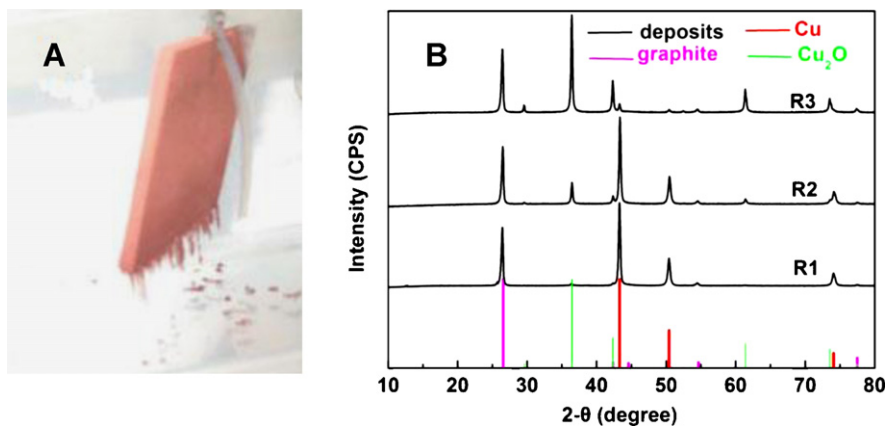 A
B
deposits
Cu
graphite
Cu₂O
R3
R2
R1
Intensity (CPS)
10 20 30 40 50 60 70 80
2-θ (degree)